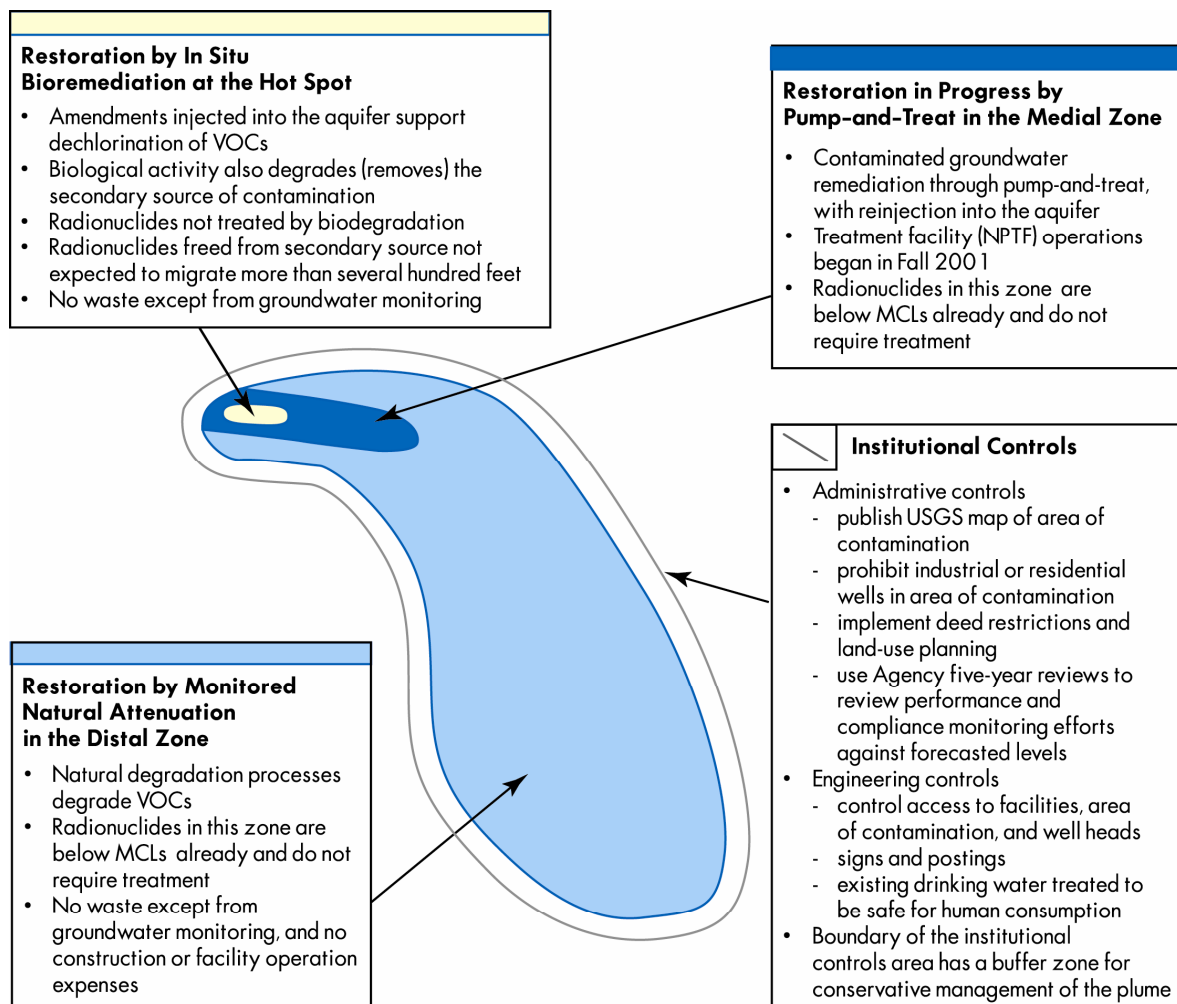 Restoration by In Situ
Bioremediation at the Hot Spot
• Amendments injected into the aquifer support
dechlorination of VOCs
• Biological activity also degrades (removes) the
secondary source of contamination
• Radionuclides not treated by biodegradation
• Radionuclides freed from secondary source not
expected to migrate more than several hundred feet
• No waste except from groundwater monitoring
Restoration in Progress by
Pump-and-Treat in the Medial Zone
• Contaminated groundwater
remediation through pump-and-treat,
with reinjection into the aquifer
• Treatment facility (NPTF) operations
began in Fall 2001
• Radionuclides in this zone are
below MCLs already and do not
require treatment
Institutional Controls
• Administrative controls
- publish USGS map of area of
contamination
- prohibit industrial or residential
wells in area of contamination
- implement deed restrictions and
land-use planning
- use Agency five-year reviews to
review performance and
compliance monitoring efforts
against forecasted levels
• Engineering controls
- control access to facilities, area
of contamination, and well heads
- signs and postings
- existing drinking water treated to
be safe for human consumption
• Boundary of the institutional
controls area has a buffer zone for
conservative management of the plume
Restoration by Monitored
Natural Attenuation
in the Distal Zone
• Natural degradation processes
degrade VOCs
• Radionuclides in this zone are
below MCLs already and do not
require treatment
• No waste except from
groundwater monitoring, and no
construction or facility operation
expenses